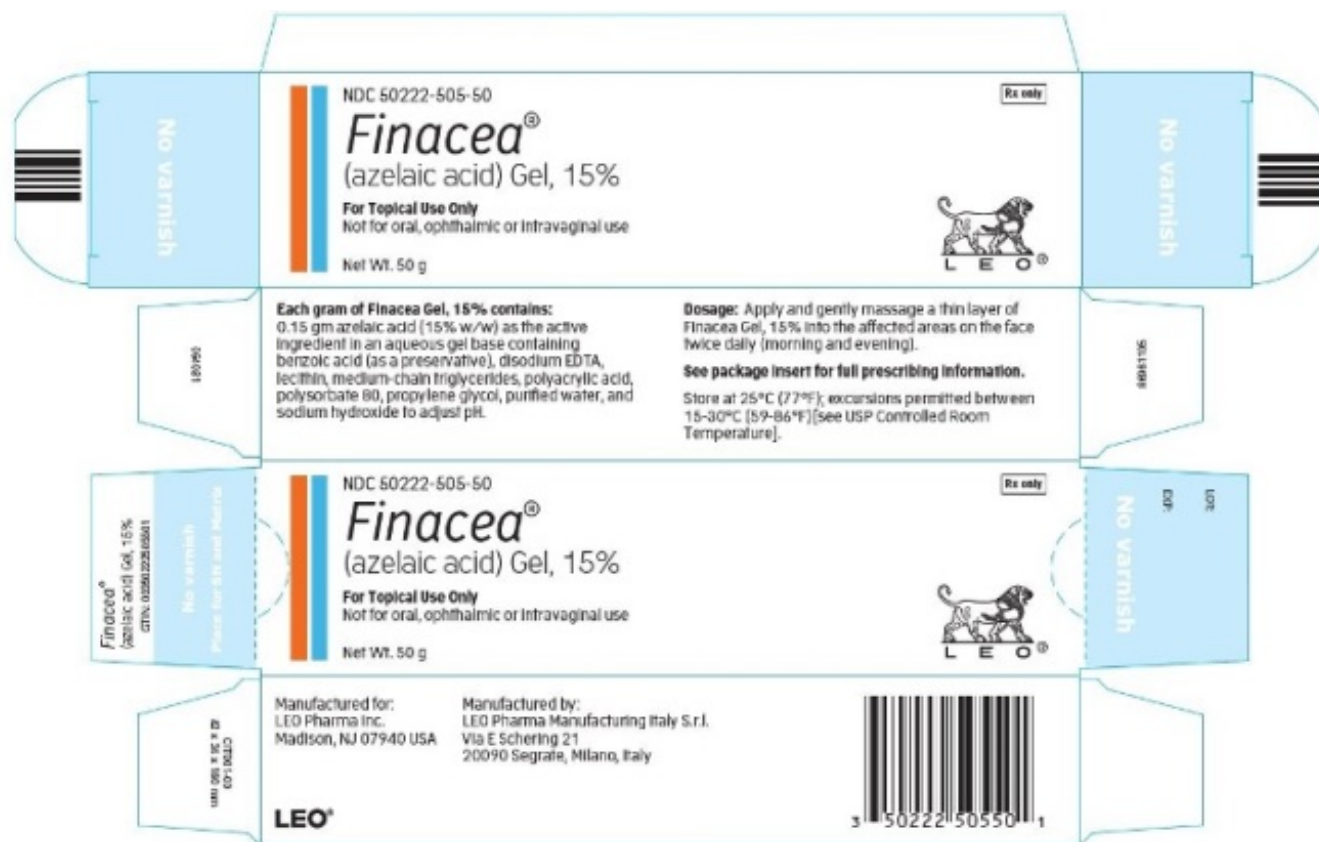 No varnish
NDC 50222-505-50
Rx only
Finacea®
(azelaic acid) Gel, 15%
For Topical Use Only
Not for oral, ophthalmic or intravaginal use
Net Wt. 50 g
LEO®
No varnish
Each gram of Finacea Gel, 15% contains:
0.15 gm azelaic acid (15% w/w) as the active
ingredient in an aqueous gel base containing
benzoic acid (as a preservative), disodium EDTA,
lecithin, medium-chain triglycerides, polyacrylic acid,
polysorbate 80, propylene glycol, purified water, and
sodium hydroxide to adjust pH.
Dosage: Apply and gently massage a thin layer of
Finacea Gel, 15% into the affected areas on the face
twice daily (morning and evening).
See package insert for full prescribing information.
Store at 25°C (77°F); excursions permitted between
15-30°C (59-86°F)[see USP Controlled Room
Temperature].
Finacea®
(azelaic acid) Gel, 15%
No varnish
Place for SN and Matrix
NDC 50222-505-50
Rx only
Finacea®
(azelaic acid) Gel, 15%
For Topical Use Only
Not for oral, ophthalmic or intravaginal use
Net Wt. 50 g
LEO®
No varnish
EXP:
LOT:
Manufactured for:
LEO Pharma Inc.
Madison, NJ 07940 USA
Manufactured by:
LEO Pharma Manufacturing Italy S.r.l.
Via E Schering 21
20090 Segrate, Milano, Italy
LEO®
3 50222 50550 1